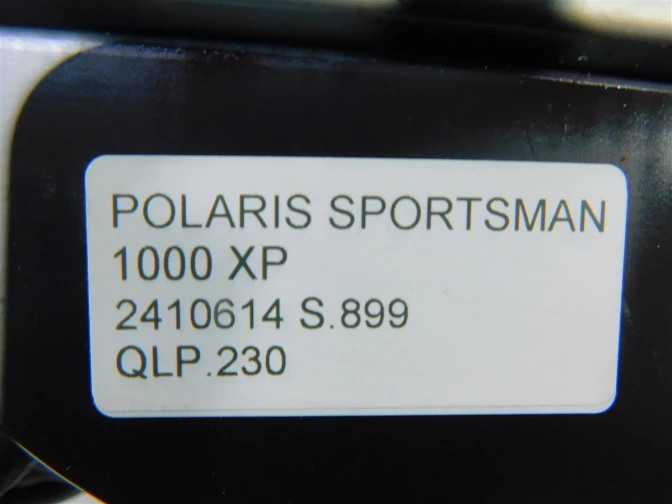 POLARIS SPORTSMAN
1000 XP
2410614 S.899
QLP.230